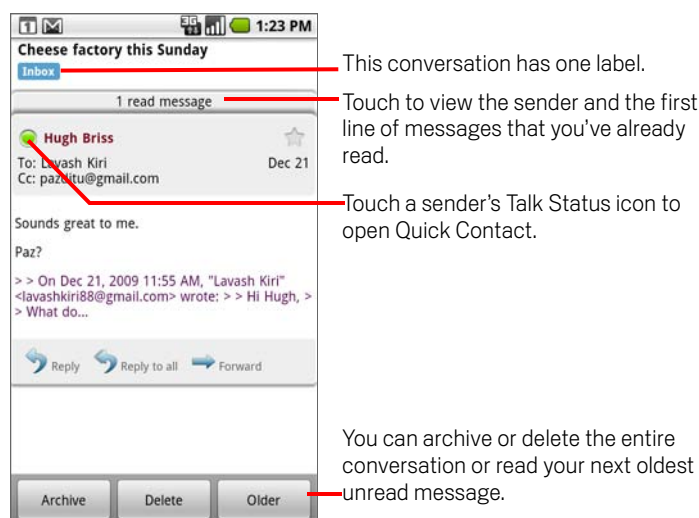 1 1:23 PM
Cheese factory this Sunday
Inbox
This conversation has one label.
1 read message
Touch to view the sender and the first
line of messages that you've already
read.
Hugh Briss
To: Lavash Kiri Dec 21
Cc: pazditu@gmail.com
Touch a sender's Talk Status icon to
open Quick Contact.
Sounds great to me.
Paz?
> > On Dec 21, 2009 11:55 AM, "Lavash Kiri"
<lavashkiri88@gmail.com> wrote: > > Hi Hugh, >
> What do...
Reply Reply to all Forward
You can archive or delete the entire
conversation or read your next oldest
unread message.
Archive Delete Older